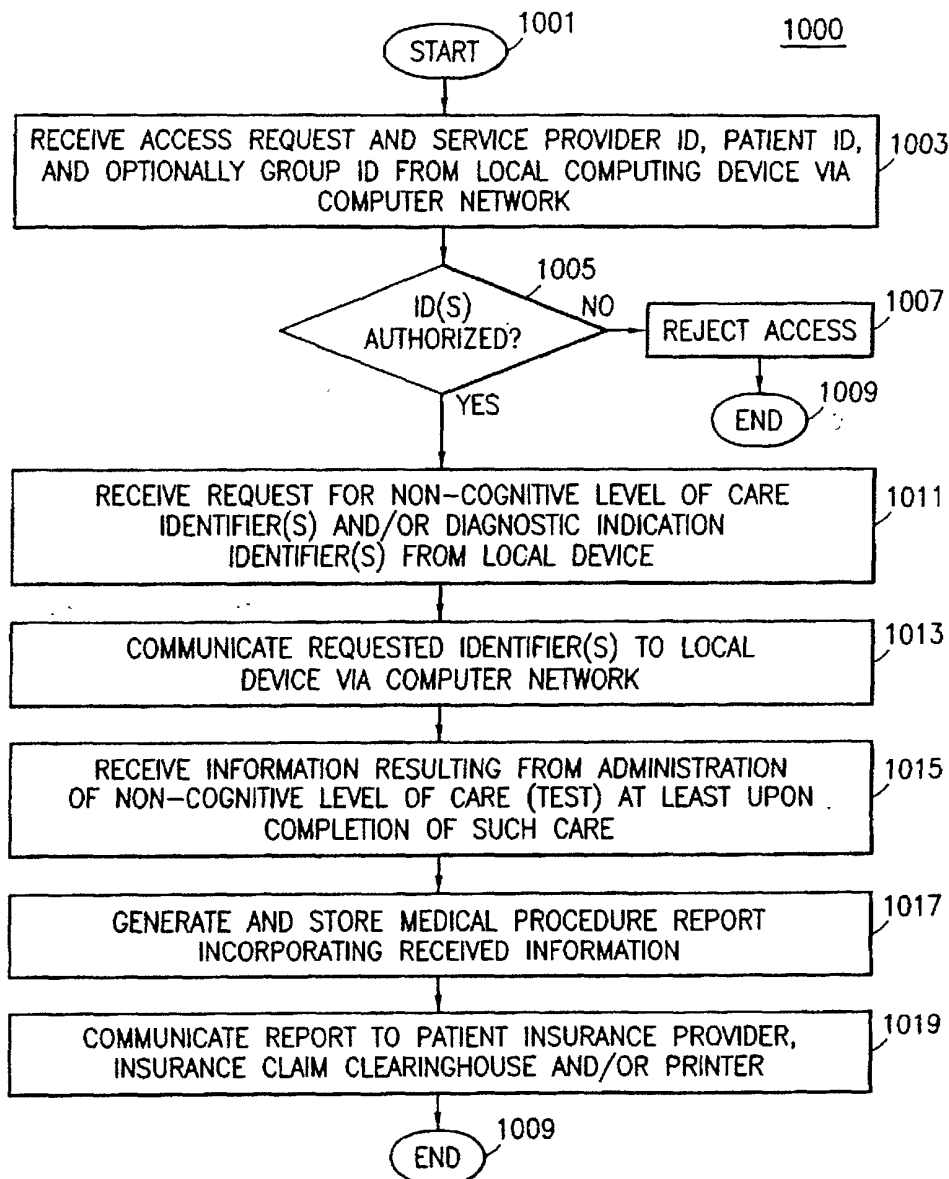 1001
1000
START
RECEIVE ACCESS REQUEST AND SERVICE PROVIDER ID, PATIENT ID,
AND OPTIONALLY GROUP ID FROM LOCAL COMPUTING DEVICE VIA
COMPUTER NETWORK
1003
1005
ID(S)
AUTHORIZED?
NO
1007
REJECT ACCESS
YES
1009
END
RECEIVE REQUEST FOR NON-COGNITIVE LEVEL OF CARE
IDENTIFIER(S) AND/OR DIAGNOSTIC INDICATION
IDENTIFIER(S) FROM LOCAL DEVICE
1011
COMMUNICATE REQUESTED IDENTIFIER(S) TO LOCAL
DEVICE VIA COMPUTER NETWORK
1013
RECEIVE INFORMATION RESULTING FROM ADMINISTRATION
OF NON-COGNITIVE LEVEL OF CARE (TEST) AT LEAST UPON
COMPLETION OF SUCH CARE
1015
GENERATE AND STORE MEDICAL PROCEDURE REPORT
INCORPORATING RECEIVED INFORMATION
1017
COMMUNICATE REPORT TO PATIENT INSURANCE PROVIDER,
INSURANCE CLAIM CLEARINGHOUSE AND/OR PRINTER
1019
1009
END